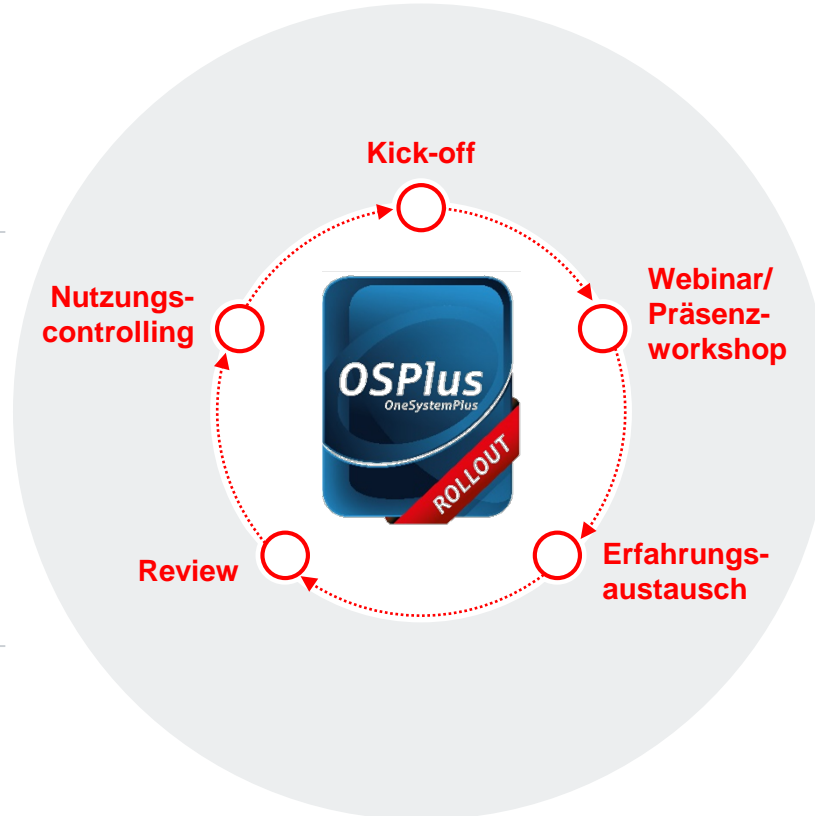 Kick-off
Webinar/
Präsenz-
workshop
Nutzungs-
controlling
OSPlus
OneSystemPlus
ROLLOUT
Erfahrungs-
austausch
Review